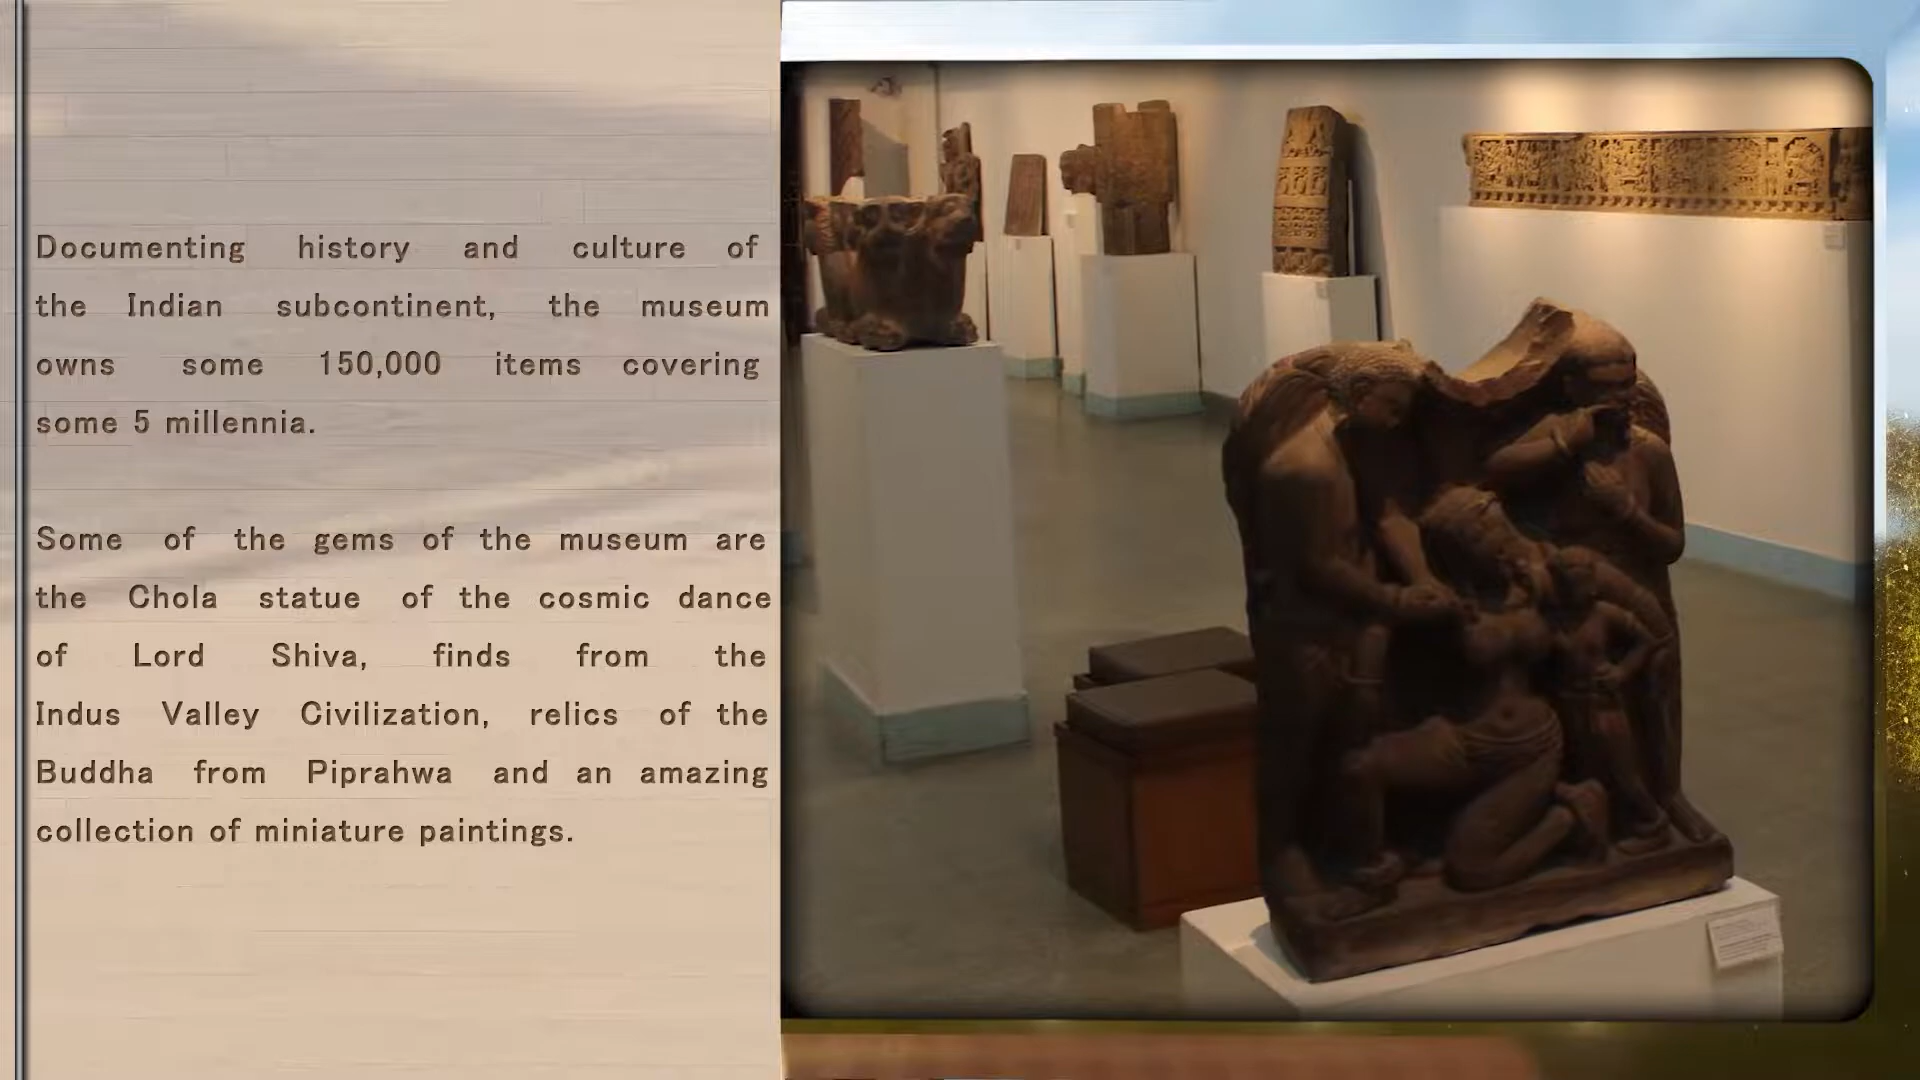 Documenting history and culture of
the Indian subcontinent, the museum
owns some 150,000 items covering
some 5 millennia.
Some of the gems of the museum are
the Chola statue of the cosmic dance
of Lord Shiva, finds from the
Indus Valley Civilization, relics of the
Buddha from Piprahwa and an amazing
collection of miniature paintings.